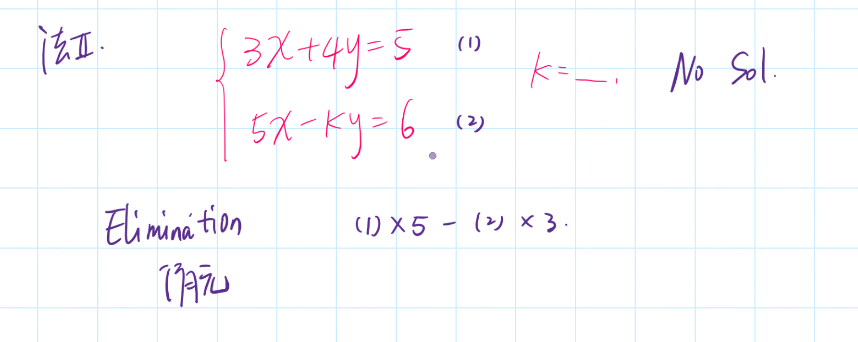 法II.
3x+4y=5 (1)
5x-ky=6 (2)
k=__.
No Sol.
Elimination (1)×5 - (2)×3.
消元